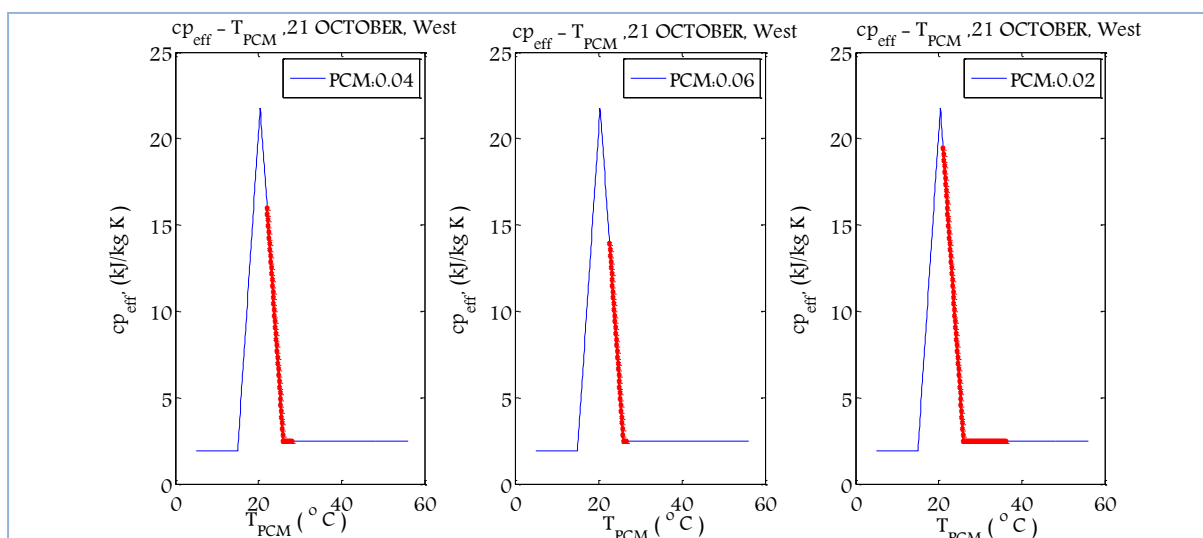 cp_eff – T_PCM ,21 OCTOBER, West
25
20
15
10
5
0
0 20 40 60
cp_eff, (kJ/kg K)
T_PCM ( °C)
PCM:0.04
cp_eff – T_PCM ,21 OCTOBER, West
25
20
15
10
5
0
0 20 40 60
cp_eff, (kJ/kg K)
T_PCM ( °C)
PCM:0.06
cp_eff – T_PCM ,21 OCTOBER, West
25
20
15
10
5
0
0 20 40 60
cp_eff, (kJ/kg K)
T_PCM ( °C)
PCM:0.02